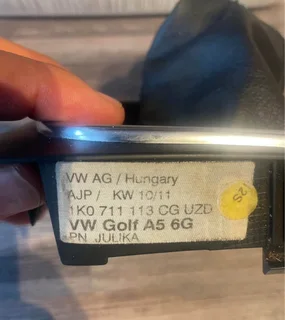 VW AG / Hungary
AJP / KW 10/11
1K0 711 113 CG UZD
VW Golf A5 6G
PN JULIKA